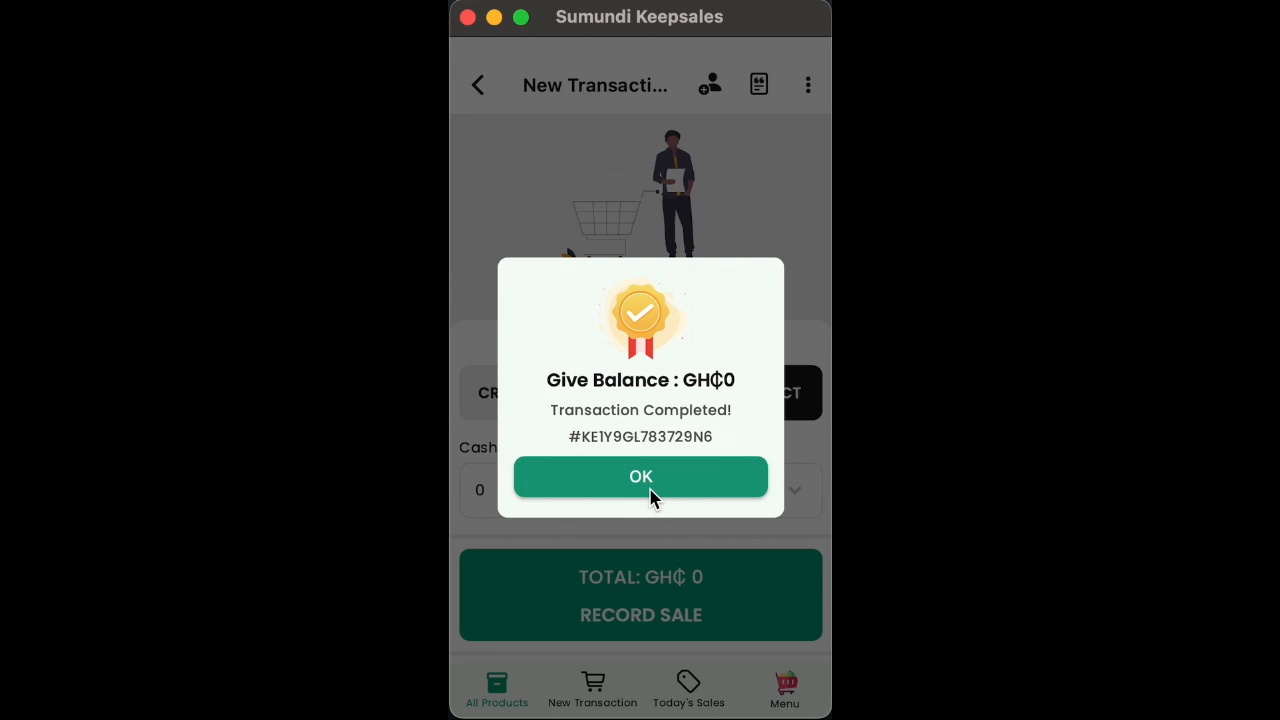 Sumundi Keepsales
New Transacti...
Give Balance : GH₵0
Transaction Completed!
#KE1Y9GL783729N6
OK
CR
CT
Cash
0
TOTAL: GH₵ 0
RECORD SALE
All Products
New Transaction
Today's Sales
Menu